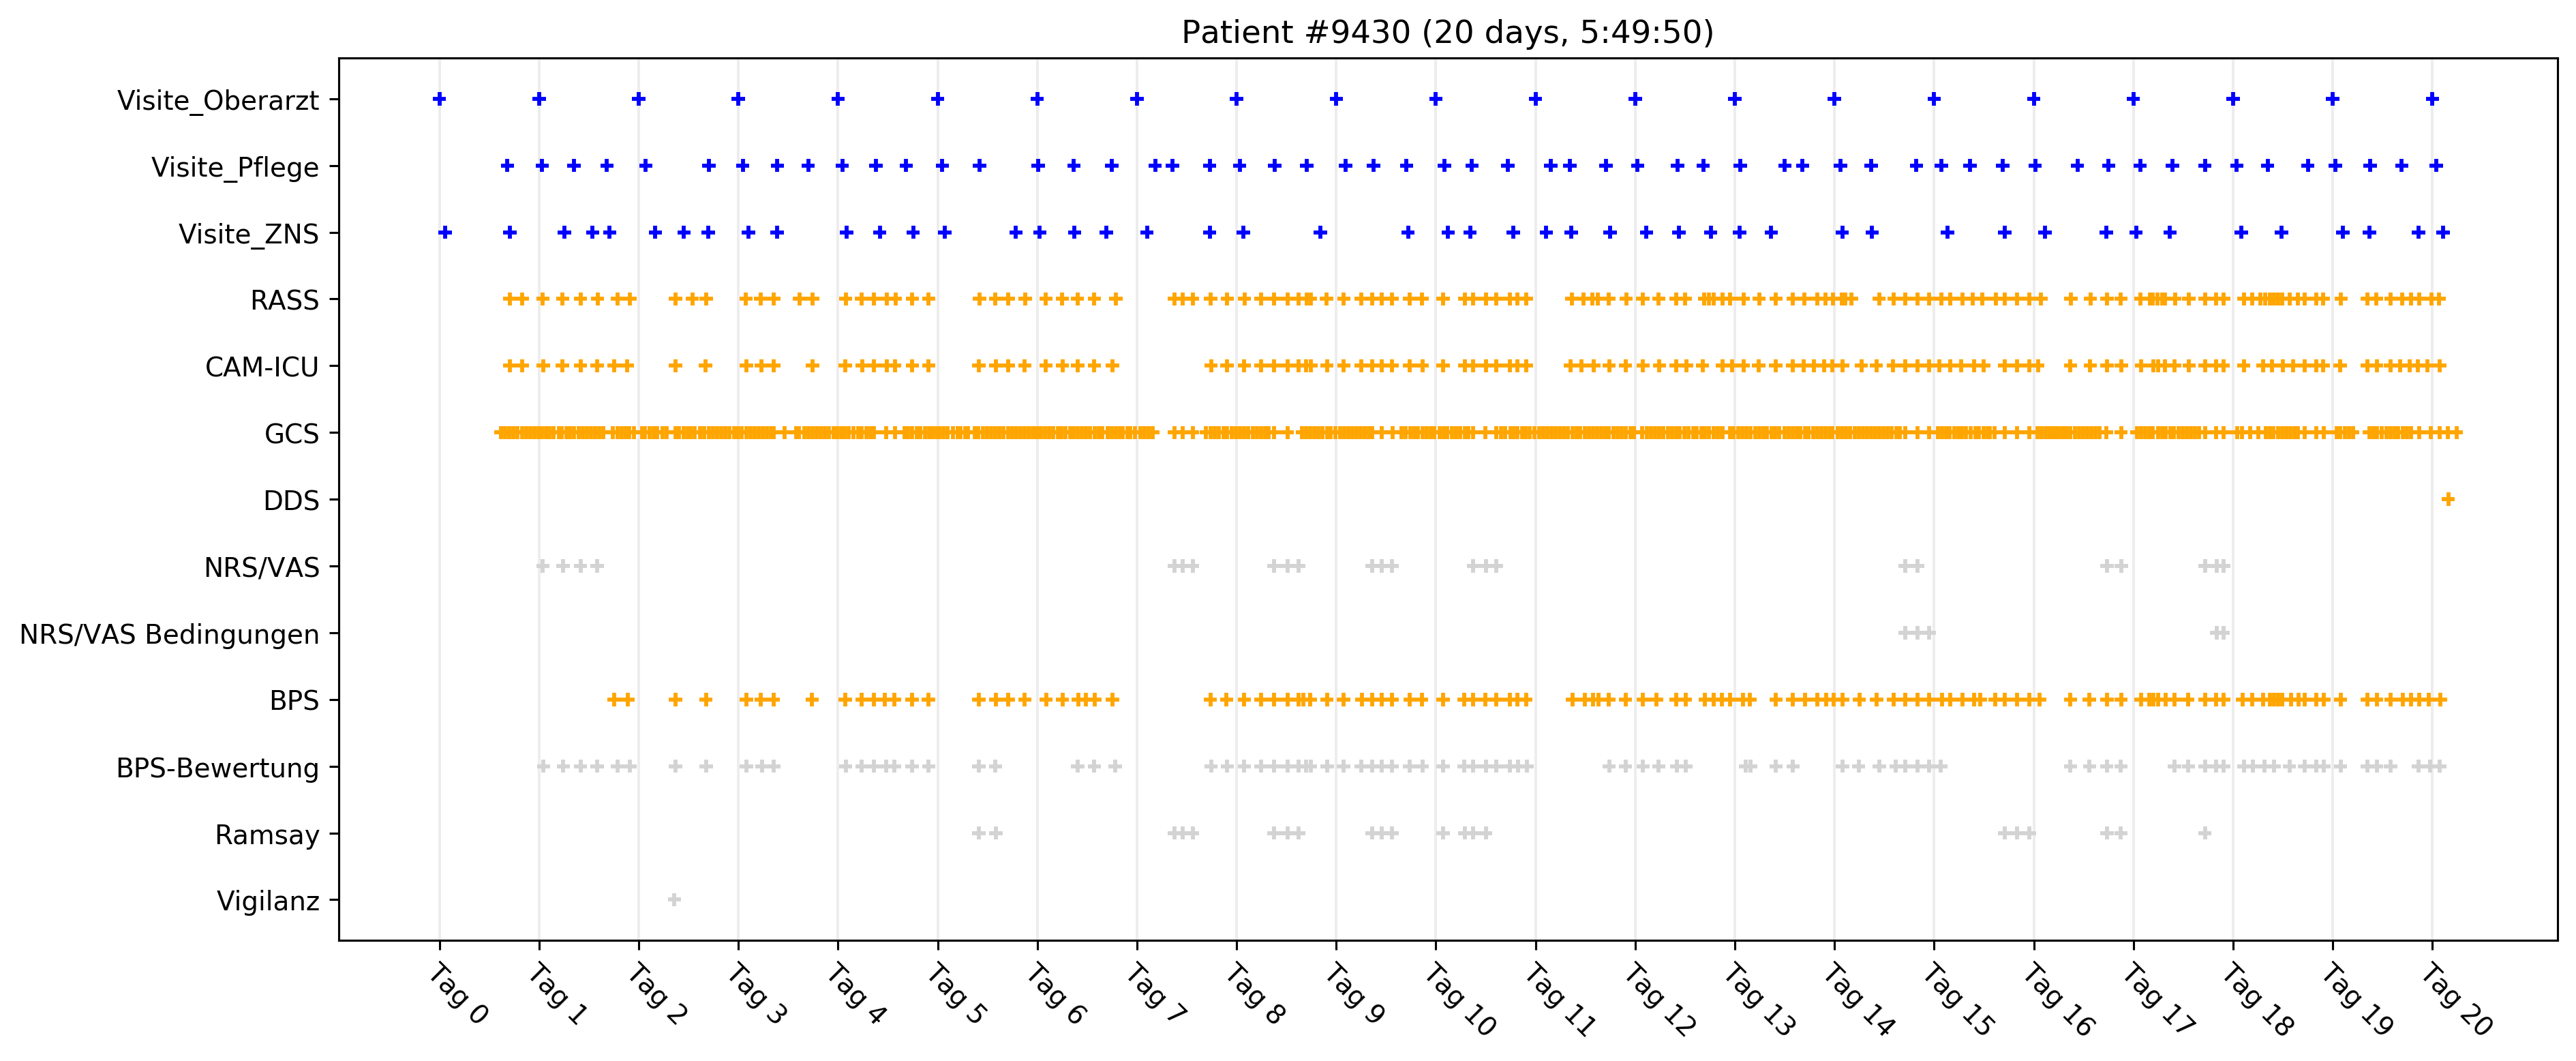 Patient #9430 (20 days, 5:49:50)
Visite_Oberarzt
Visite_Pflege
Visite_ZNS
RASS
CAM-ICU
GCS
DDS
NRS/VAS
NRS/VAS Bedingungen
BPS
BPS-Bewertung
Ramsay
Vigilanz
Tag 0
Tag 1
Tag 2
Tag 3
Tag 4
Tag 5
Tag 6
Tag 7
Tag 8
Tag 9
Tag 10
Tag 11
Tag 12
Tag 13
Tag 14
Tag 15
Tag 16
Tag 17
Tag 18
Tag 19
Tag 20